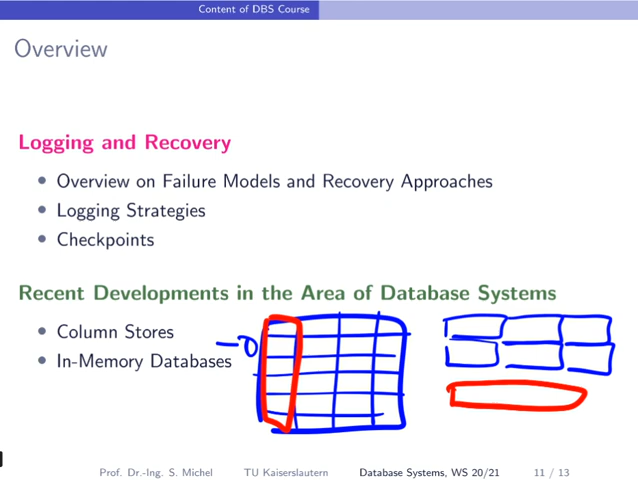 Content of DBS Course
Overview
Logging and Recovery
Overview on Failure Models and Recovery Approaches
Logging Strategies
Checkpoints
Recent Developments in the Area of Database Systems
Column Stores
In-Memory Databases
Prof. Dr.-Ing. S. Michel TU Kaiserslautern Database Systems, WS 20/21 11 / 13